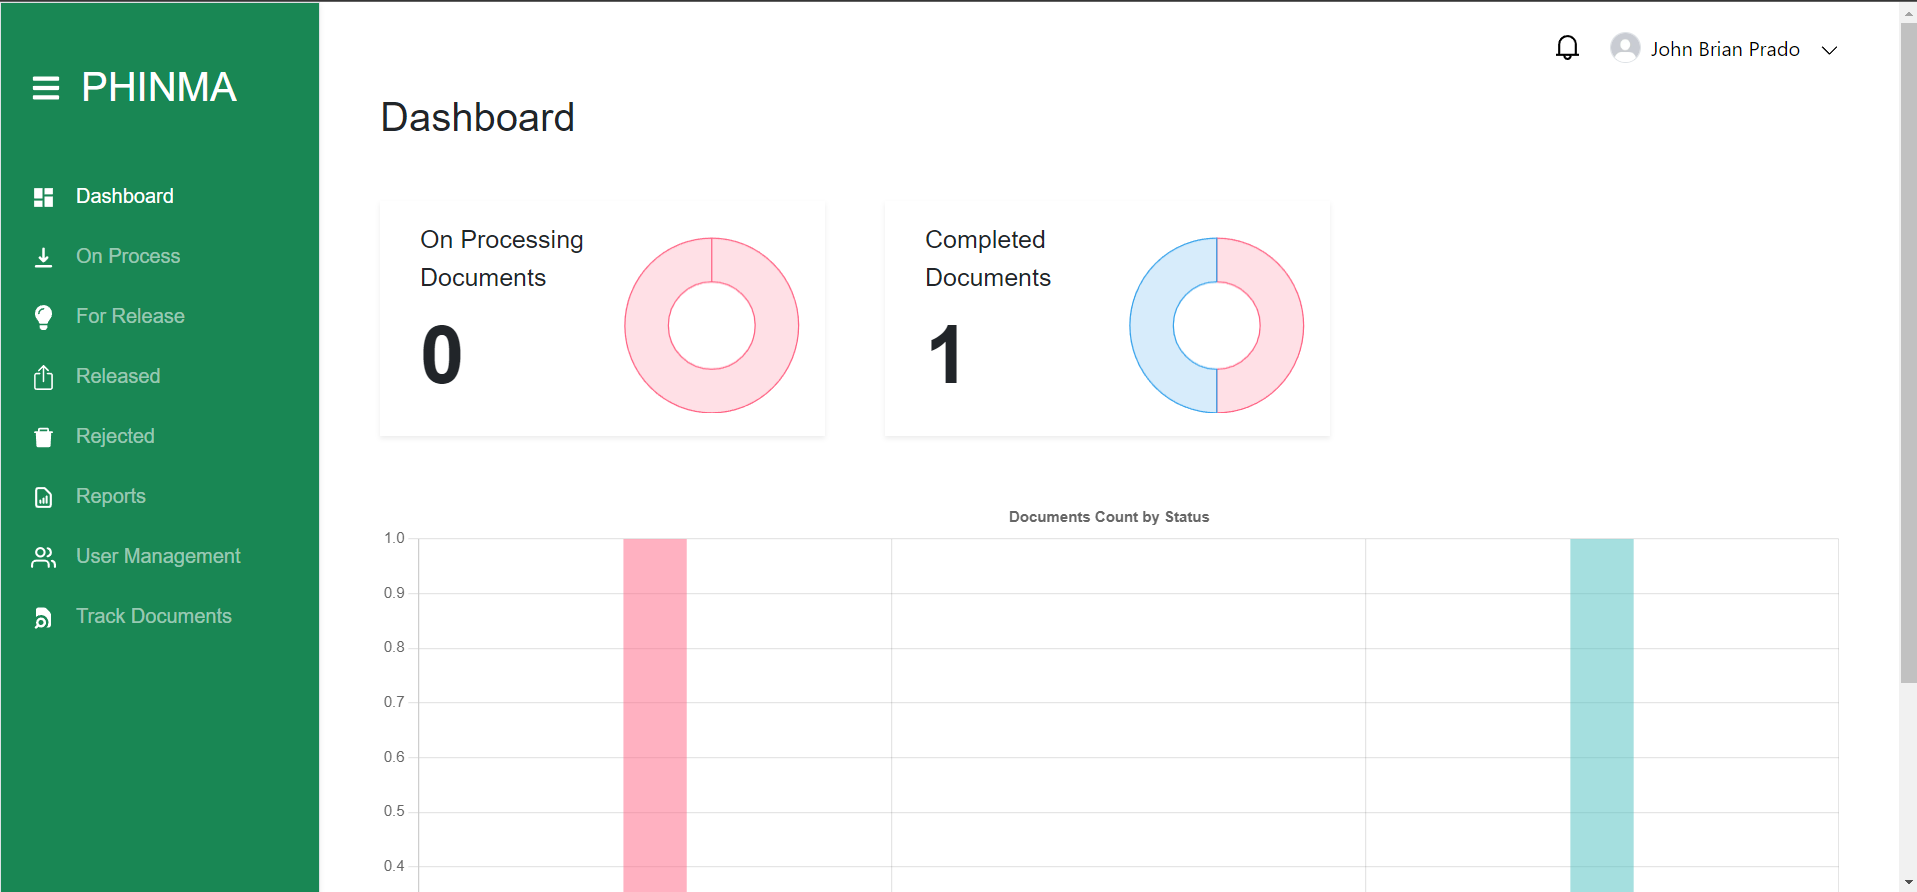 PHINMA
Dashboard
On Process
For Release
Released
Rejected
Reports
User Management
Track Documents
John Brian Prado
Dashboard
On Processing
Documents
0
Completed
Documents
1
Documents Count by Status
1.0
0.9
0.8
0.7
0.6
0.5
0.4